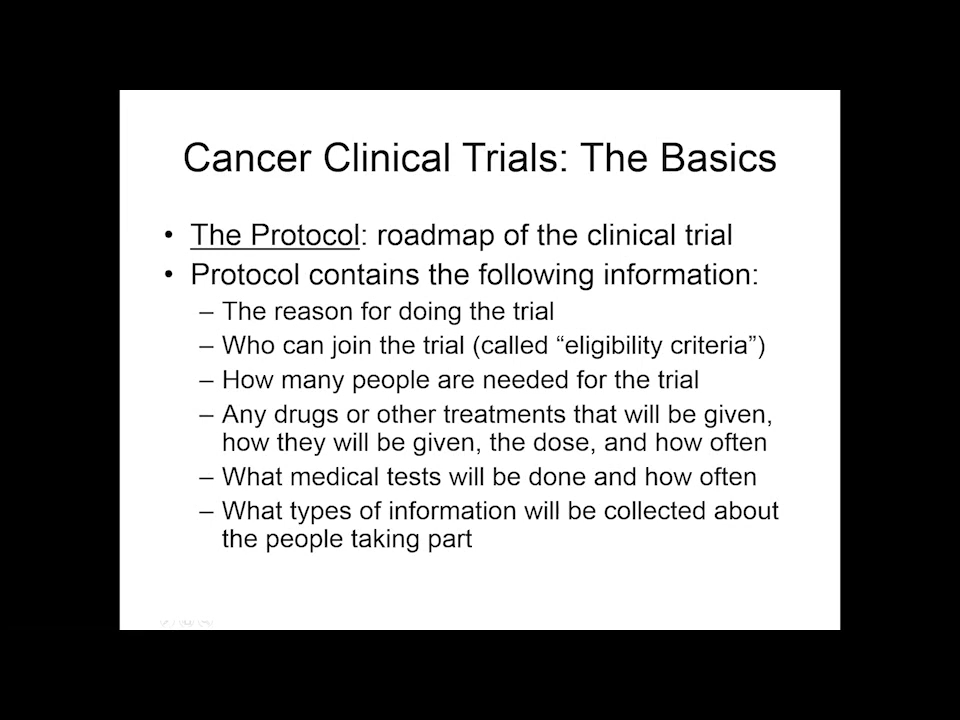 Cancer Clinical Trials: The Basics
• The Protocol: roadmap of the clinical trial
• Protocol contains the following information:
– The reason for doing the trial
– Who can join the trial (called “eligibility criteria”)
– How many people are needed for the trial
– Any drugs or other treatments that will be given,
how they will be given, the dose, and how often
– What medical tests will be done and how often
– What types of information will be collected about
the people taking part